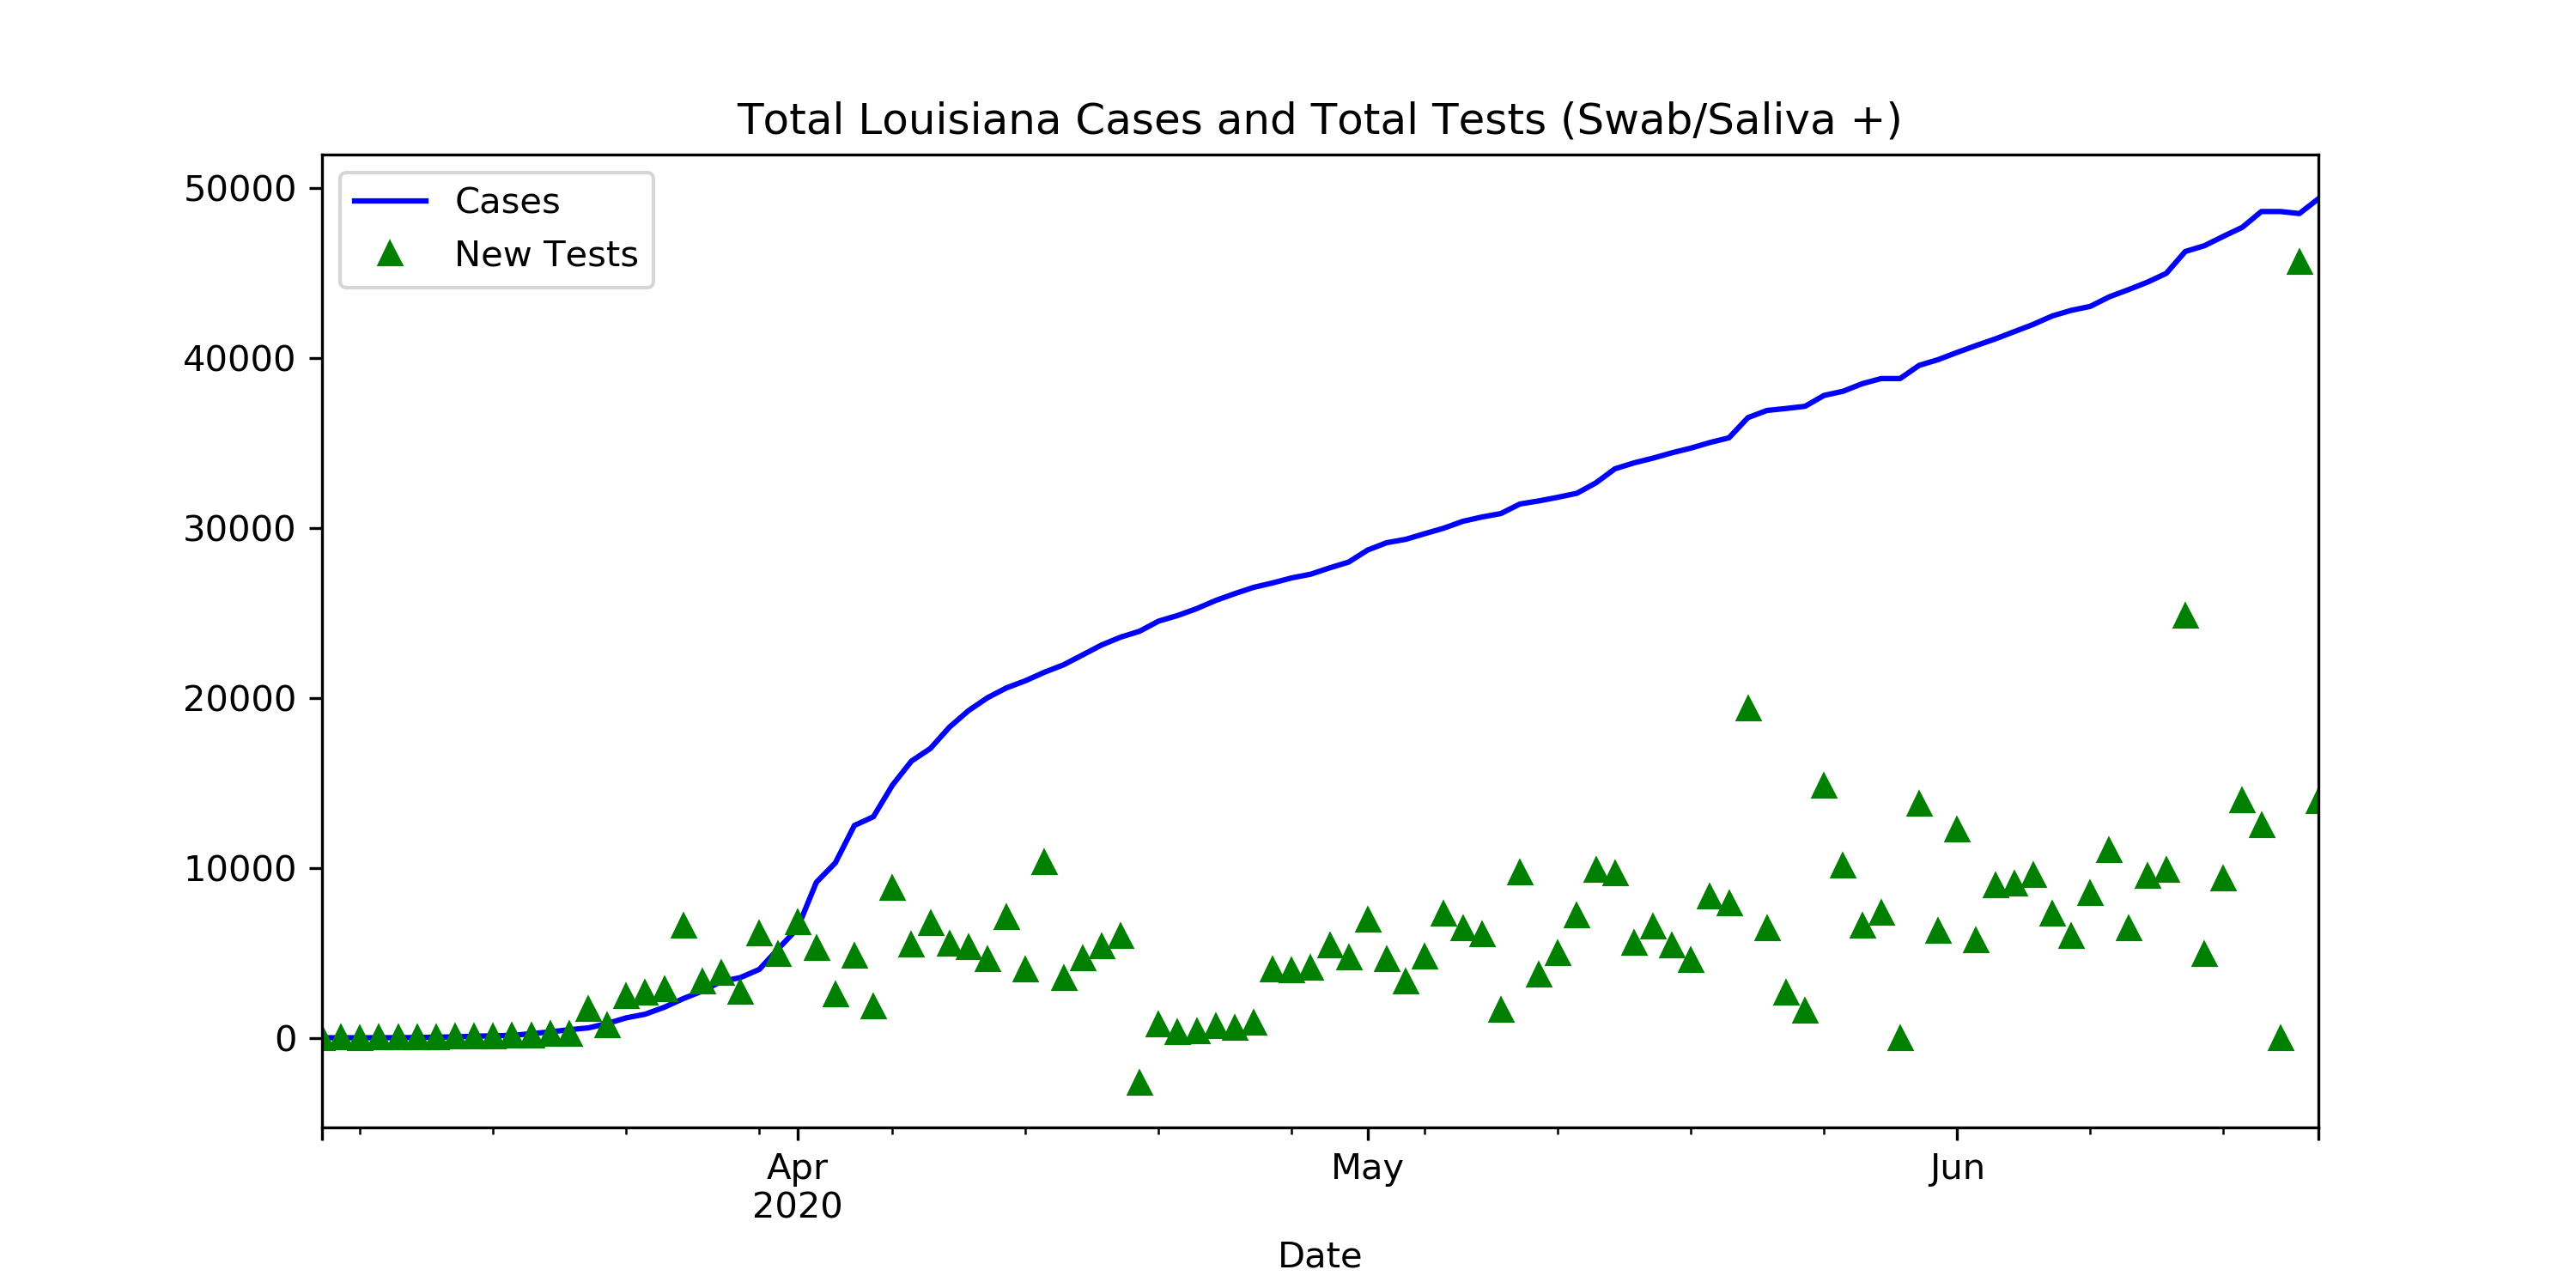 Total Louisiana Cases and Total Tests (Swab/Saliva +)
Cases
New Tests
50000
40000
30000
20000
10000
0
Apr
2020
May
Jun
Date